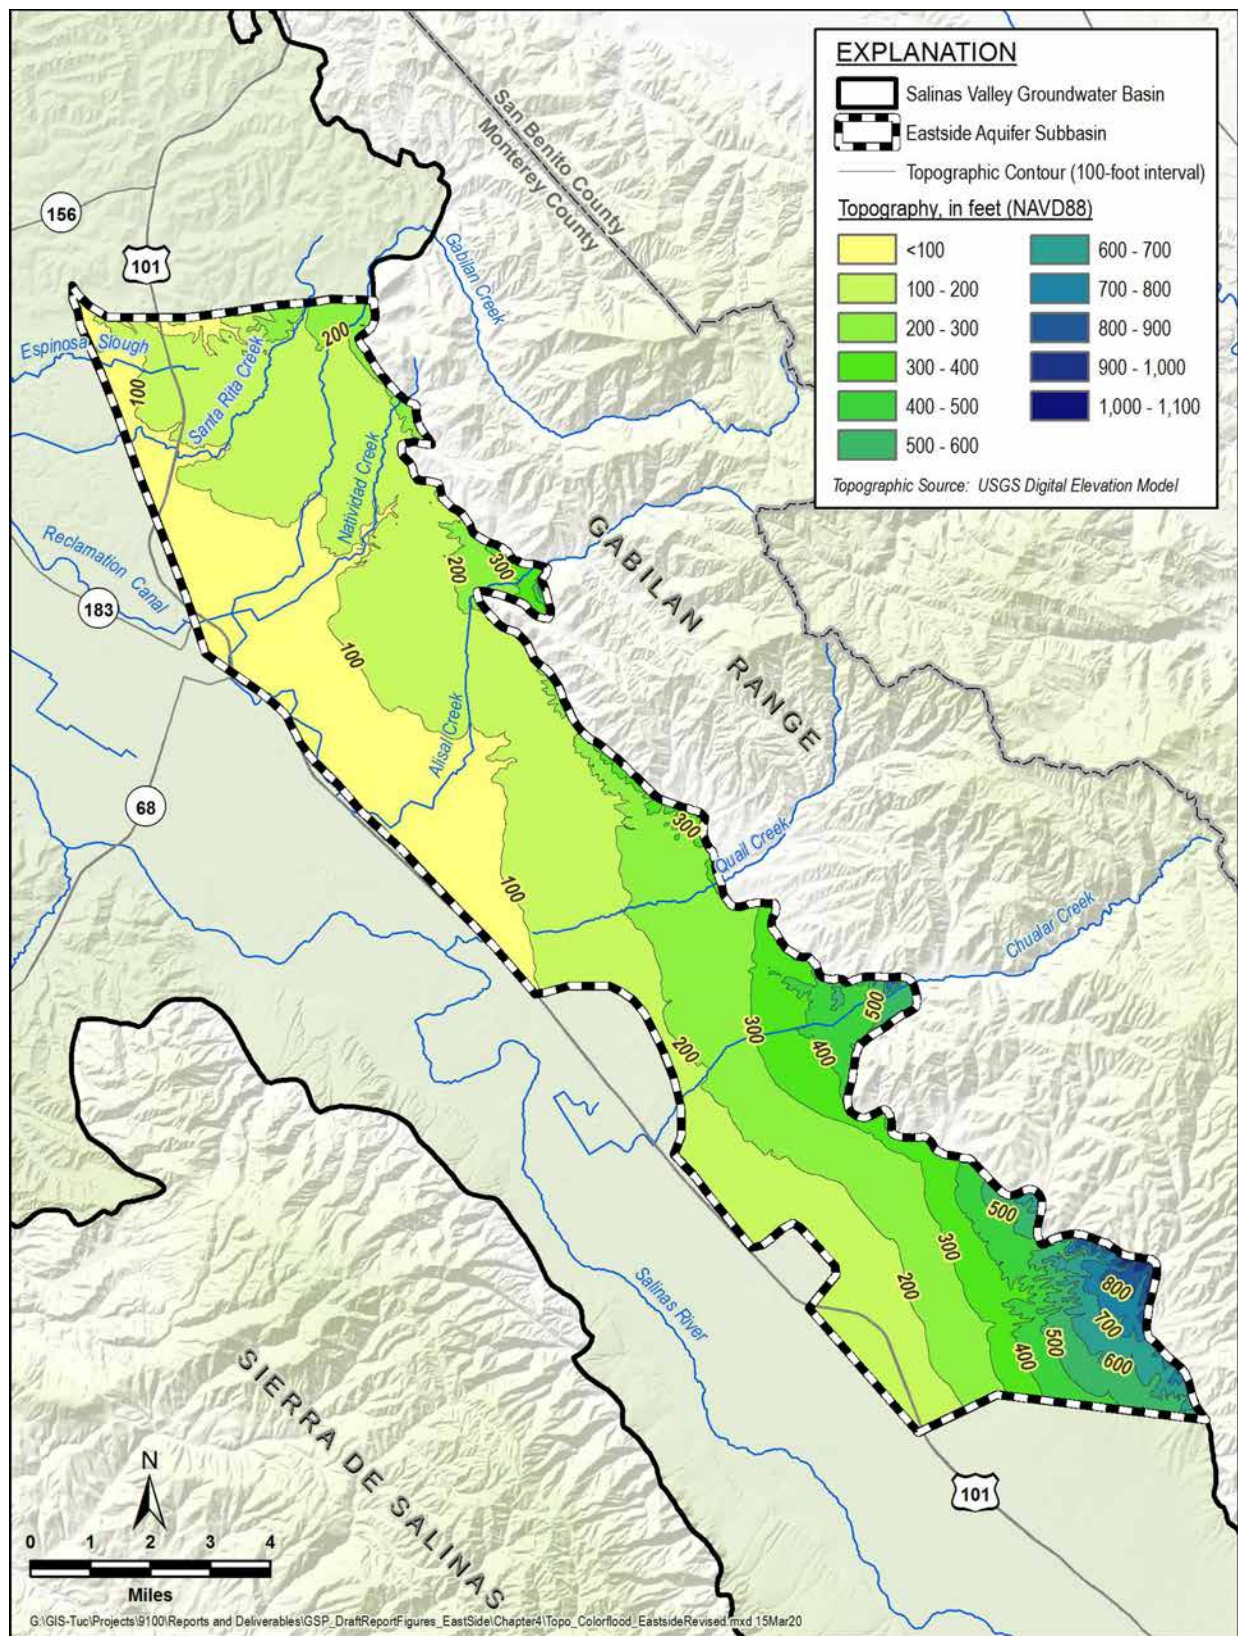 EXPLANATION
Salinas Valley Groundwater Basin
Eastside Aquifer Subbasin
Topographic Contour (100-foot interval)
Topography, in feet (NAVD88)
<100
100 - 200
200 - 300
300 - 400
400 - 500
500 - 600
600 - 700
700 - 800
800 - 900
900 - 1,000
1,000 - 1,100
Topographic Source: USGS Digital Elevation Model
San Benito County
Monterey County
156
101
Gabilan Creek
200
Espinosa Slough
100
Santa Rita Creek
Natividad Creek
Reclamation Canal
183
200
300
GABILAN RANGE
100
Alisal Creek
68
300
Quail Creek
100
Chualar Creek
500
300
400
200
500
300
200
800
700
600
500
400
Salinas River
SIERRA DE SALINAS
101
N
0 1 2 3 4
Miles
G:\GIS-Tuc\Projects\9100\Reports and Deliverables\GSP_DraftReportFigures_EastSide\Chapter4\Topo_Colorflood_EastsideRevised.mxd 15Mar20